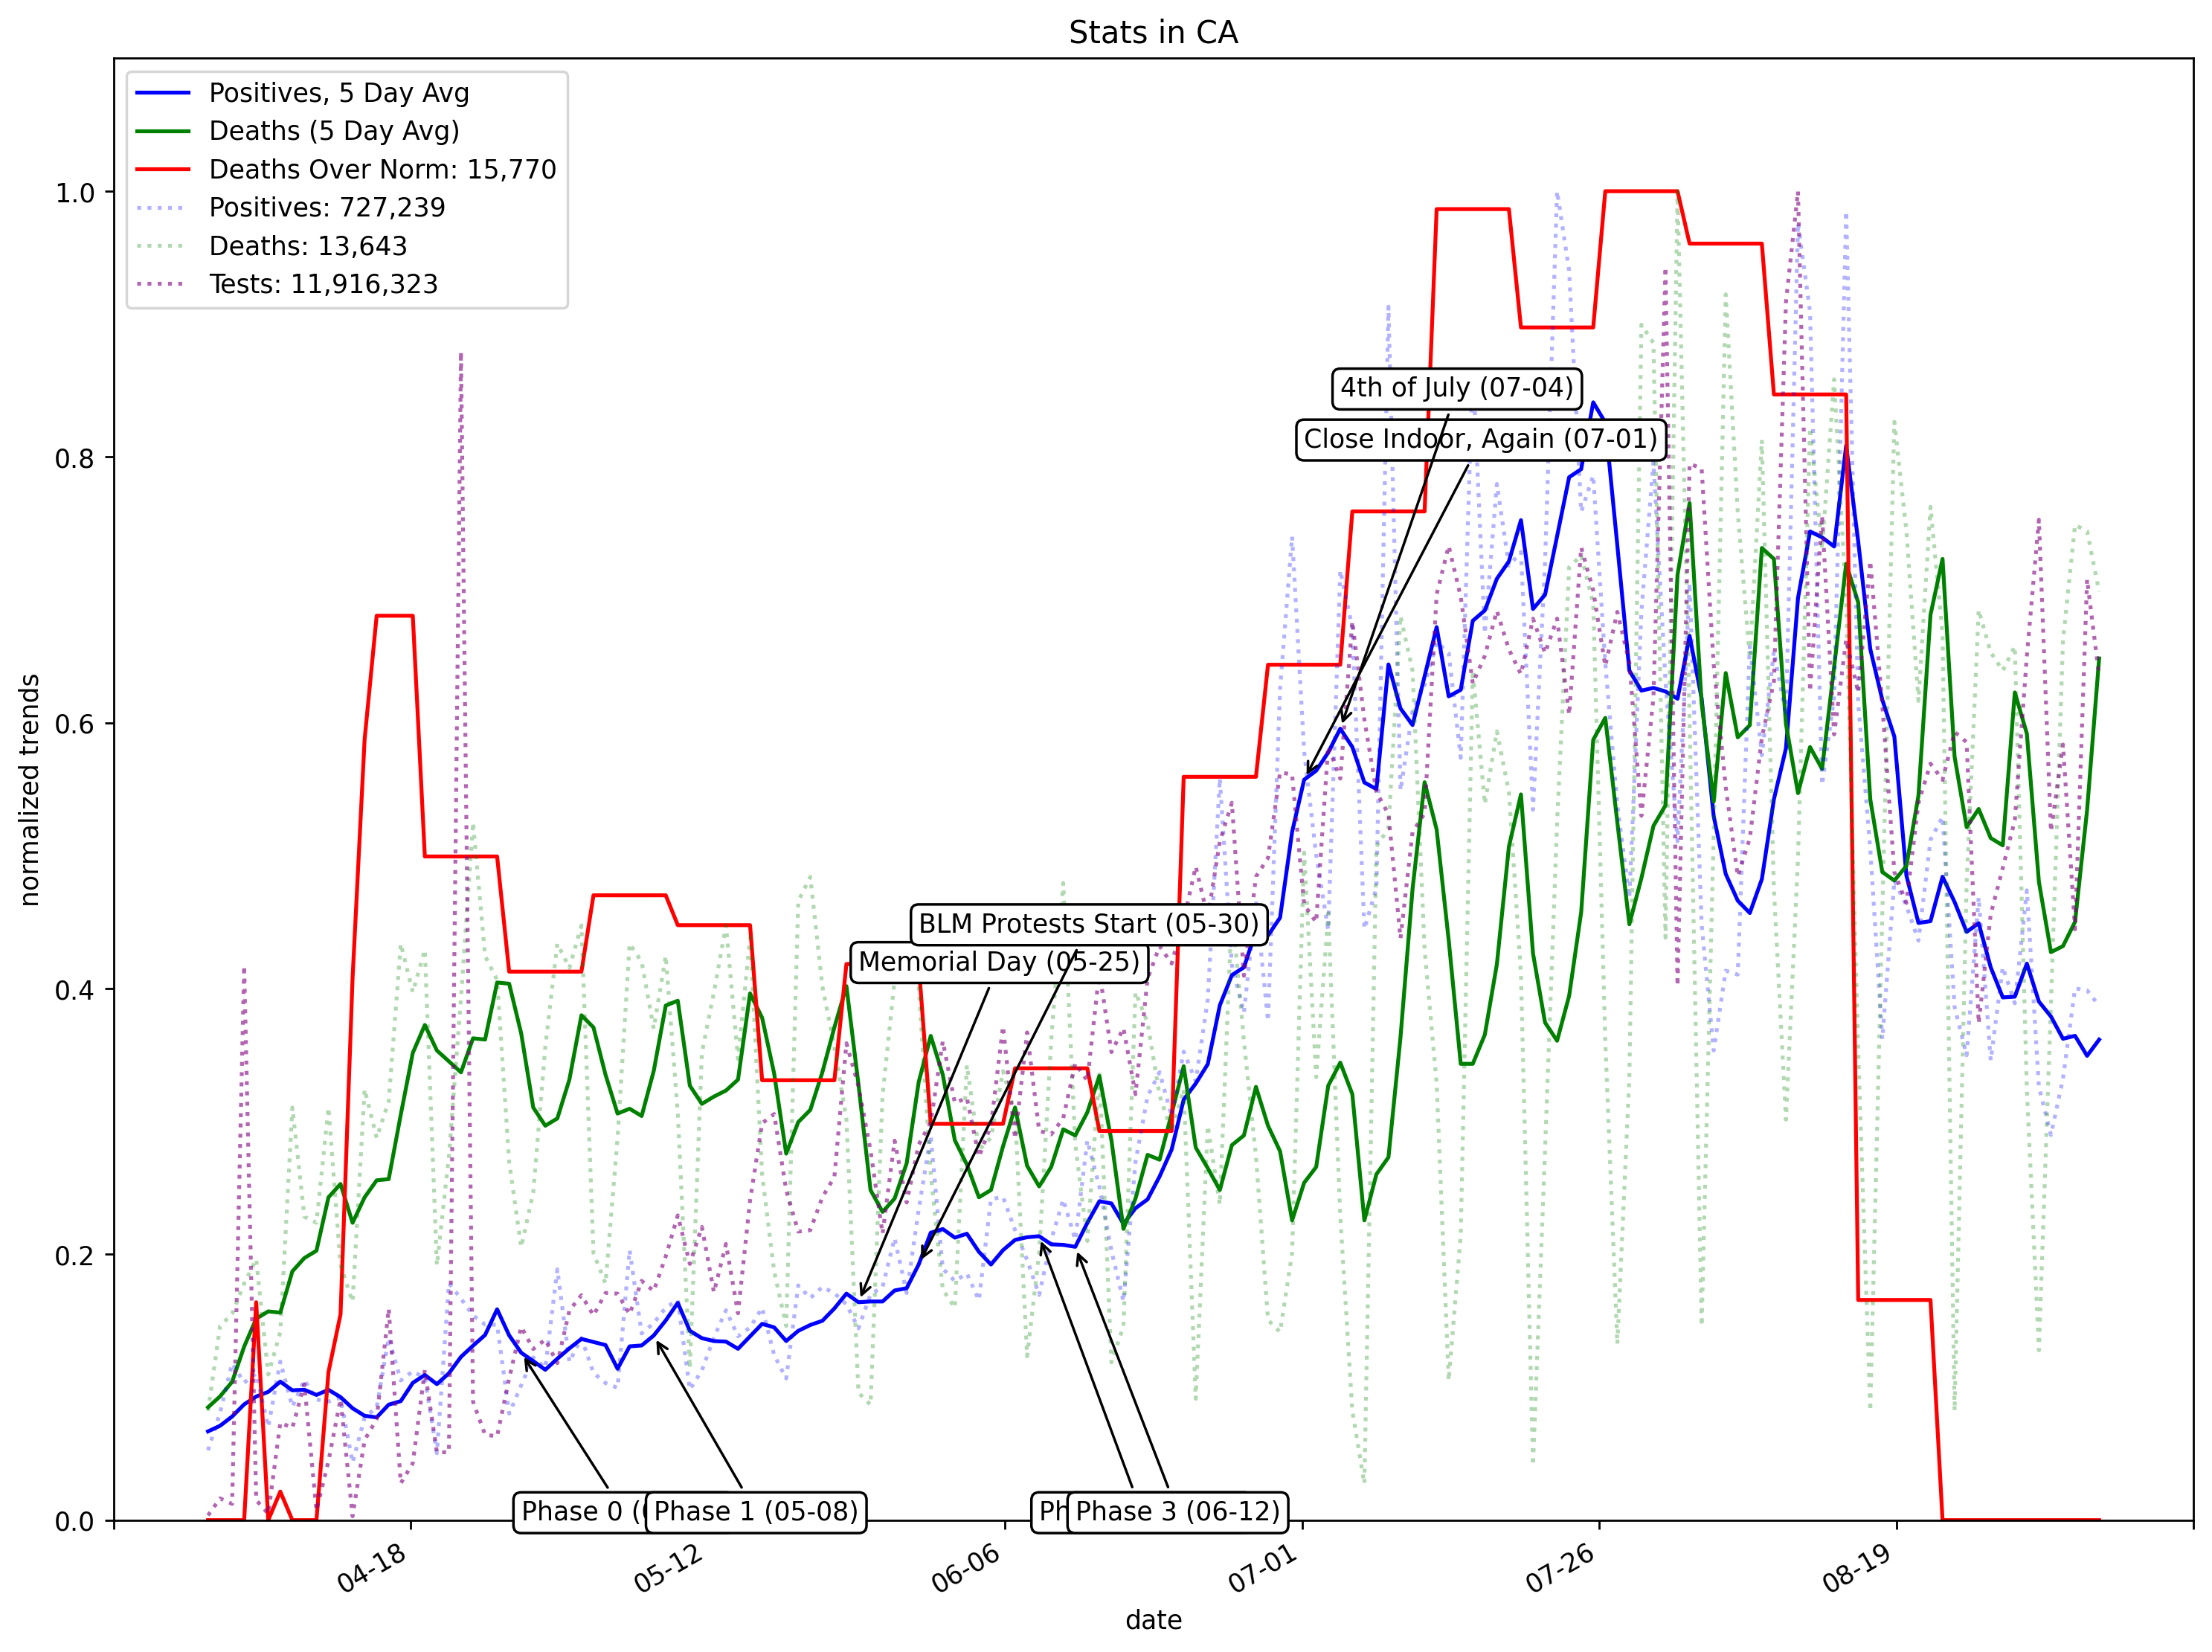 Stats in CA
Positives, 5 Day Avg
Deaths (5 Day Avg)
Deaths Over Norm: 15,770
Positives: 727,239
Deaths: 13,643
Tests: 11,916,323
1.0
0.8
0.6
0.4
0.2
0.0
normalized trends
4th of July (07-04)
Close Indoor, Again (07-01)
BLM Protests Start (05-30)
Memorial Day (05-25)
Phase 0
Phase 1 (05-08)
Phase 3 (06-12)
04-18
05-12
06-06
07-01
07-26
08-19
date